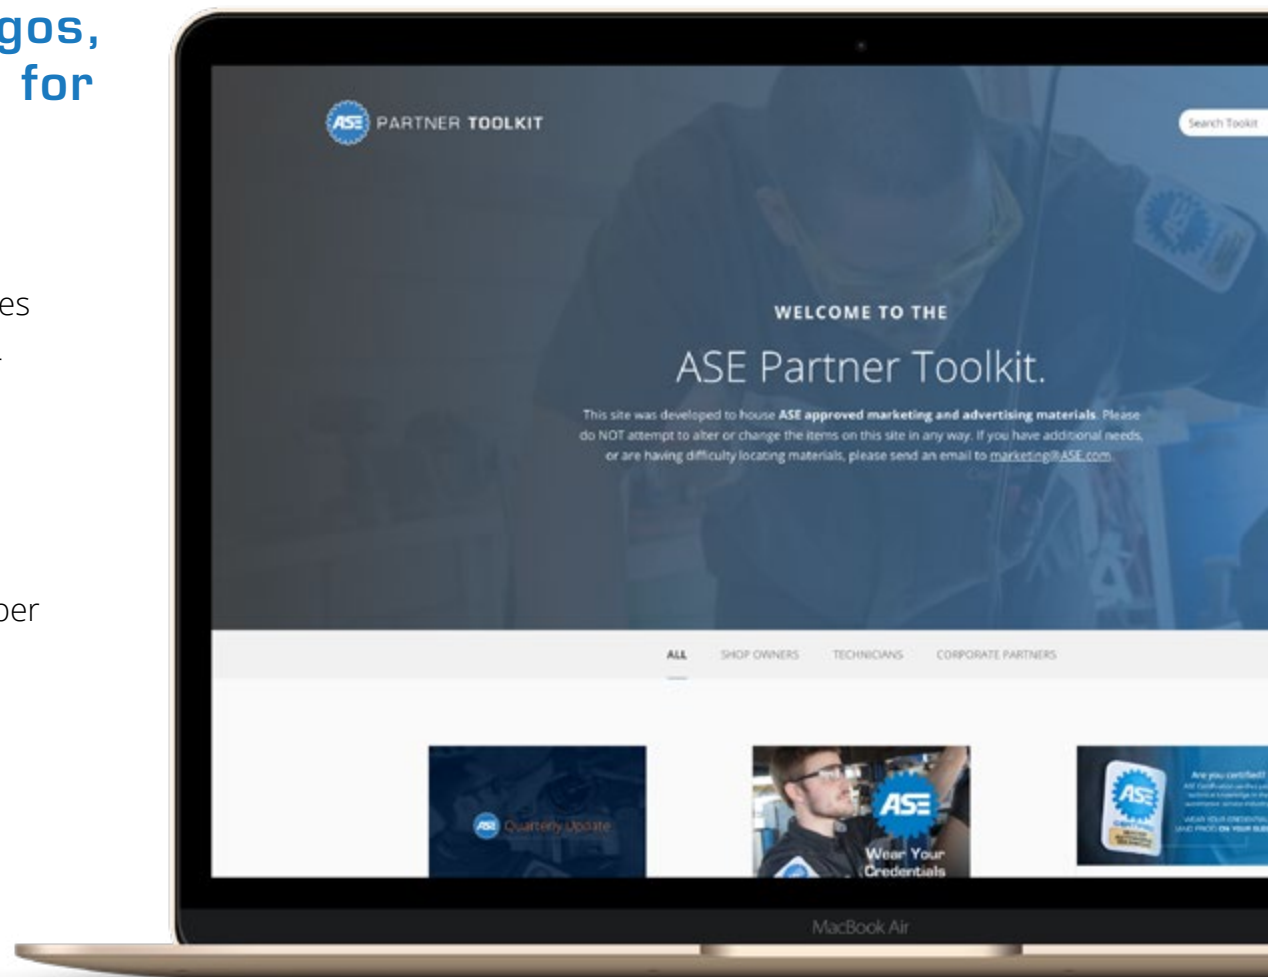 gos,
for
es
per
ASE PARTNER TOOLKIT
Search Tookit
WELCOME TO THE
ASE Partner Toolkit.
This site was developed to house ASE approved marketing and advertising materials. Please
do NOT attempt to alter or change the items on this site in any way. If you have additional needs,
or are having difficulty locating materials, please send an email to marketing@ASE.com.
ALL SHOP OWNERS TECHNICIANS CORPORATE PARTNERS
ASE Quarterly Update
ASE
Wear Your
Credentials
Are you certified?
ASE
MacBook Air